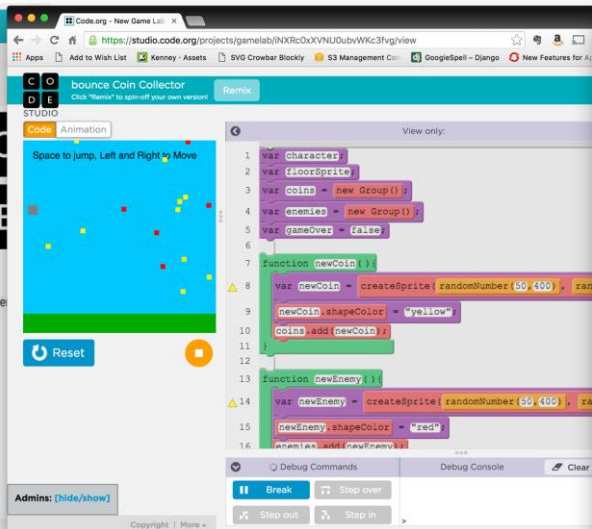 Code.org - New Game Lab
https://studio.code.org/projects/gamelab/iNXRc0xXVNU0ubvWKc3fvg/view
Apps Add to Wish List Kenney · Assets SVG Crowbar Blockly S3 Management Con GoogieSpell – Django New Features for A
C O D E
STUDIO
bounce Coin Collector
Click "Remix" to spin-off your own version!
Remix
Code Animation
Space to jump, Left and Right to Move
Reset
Admins: [hide/show]
Copyright | More
View only:
1 var character;
2 var floorSprite;
3 var coins = new Group();
4 var enemies = new Group();
5 var gameOver = false;
6
7 function newCoin(){
8 var newCoin = createSprite( randomNumber(50,400) , ran
9 newCoin.shapeColor = "yellow";
10 coins.add(newCoin);
11 }
12
13 function newEnemy(){
14 var newEnemy = createSprite( randomNumber(50,400) , ra
15 newEnemy.shapeColor = "red";
16 enemies.add(newEnemy);
Debug Commands Debug Console Clear
Break Step over
Step out Step in
>